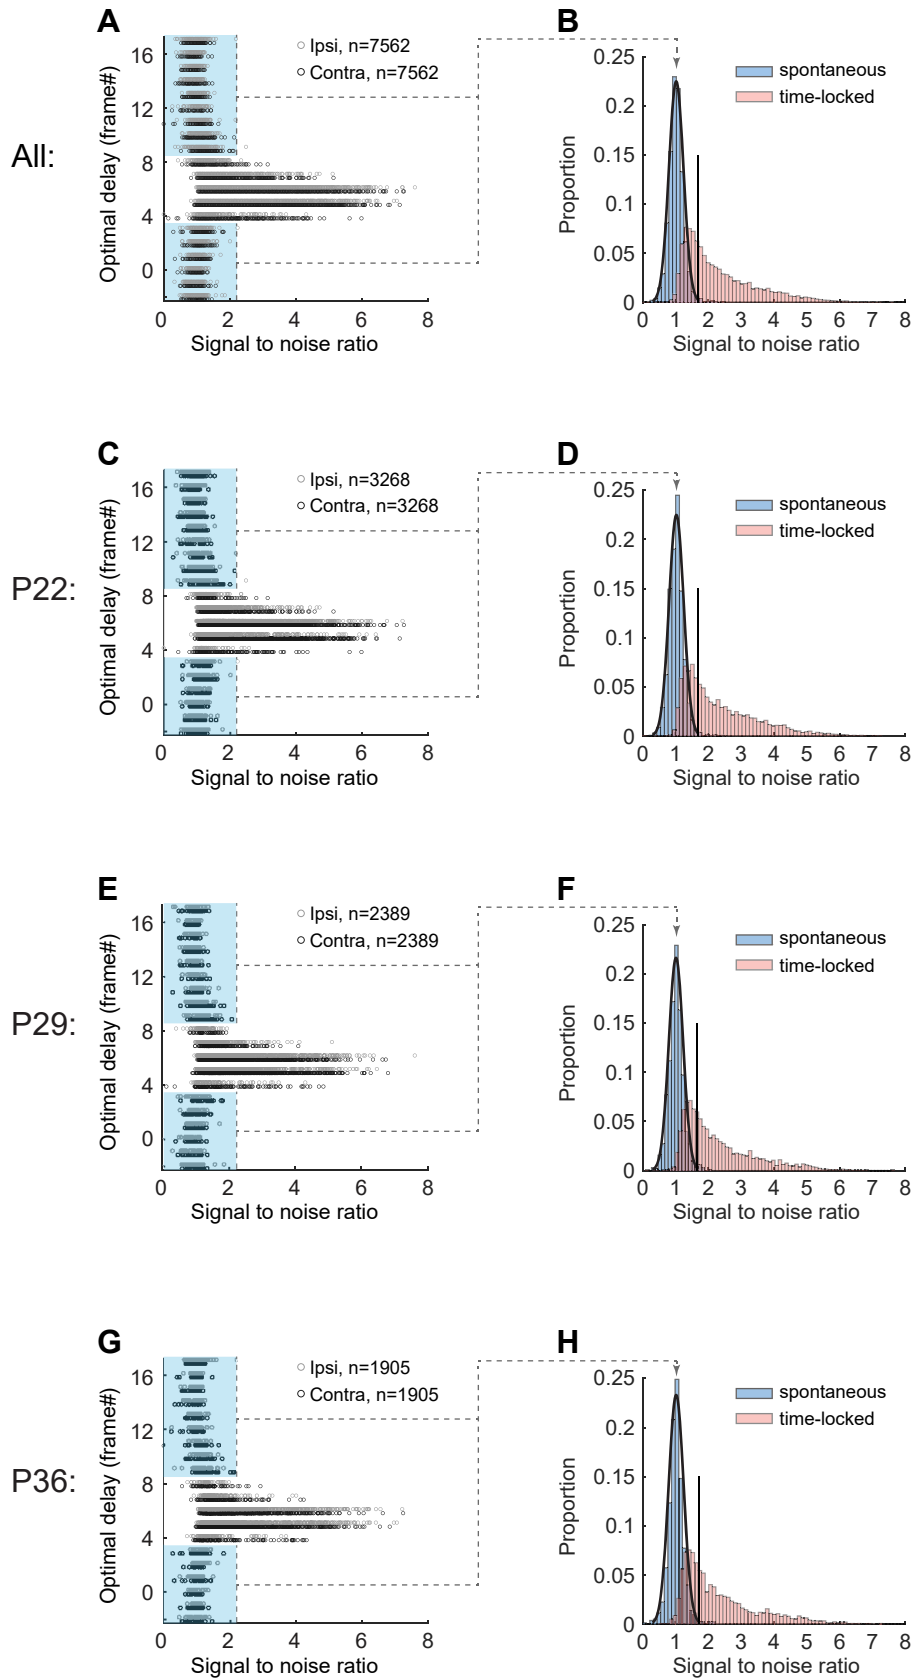 A
B
All:
Optimal delay (frame#)
16
12
8
4
0
Ipsi, n=7562
Contra, n=7562
0 2 4 6 8
Signal to noise ratio
Proportion
0.25
0.2
0.15
0.1
0.05
0
spontaneous
time-locked
0 1 2 3 4 5 6 7 8
Signal to noise ratio
C
D
P22:
Optimal delay (frame#)
16
12
8
4
0
Ipsi, n=3268
Contra, n=3268
0 2 4 6 8
Signal to noise ratio
Proportion
0.25
0.2
0.15
0.1
0.05
0
spontaneous
time-locked
0 1 2 3 4 5 6 7 8
Signal to noise ratio
E
F
P29:
Optimal delay (frame#)
16
12
8
4
0
Ipsi, n=2389
Contra, n=2389
0 2 4 6 8
Signal to noise ratio
Proportion
0.25
0.2
0.15
0.1
0.05
0
spontaneous
time-locked
0 1 2 3 4 5 6 7 8
Signal to noise ratio
G
H
P36:
Optimal delay (frame#)
16
12
8
4
0
Ipsi, n=1905
Contra, n=1905
0 2 4 6 8
Signal to noise ratio
Proportion
0.25
0.2
0.15
0.1
0.05
0
spontaneous
time-locked
0 1 2 3 4 5 6 7 8
Signal to noise ratio